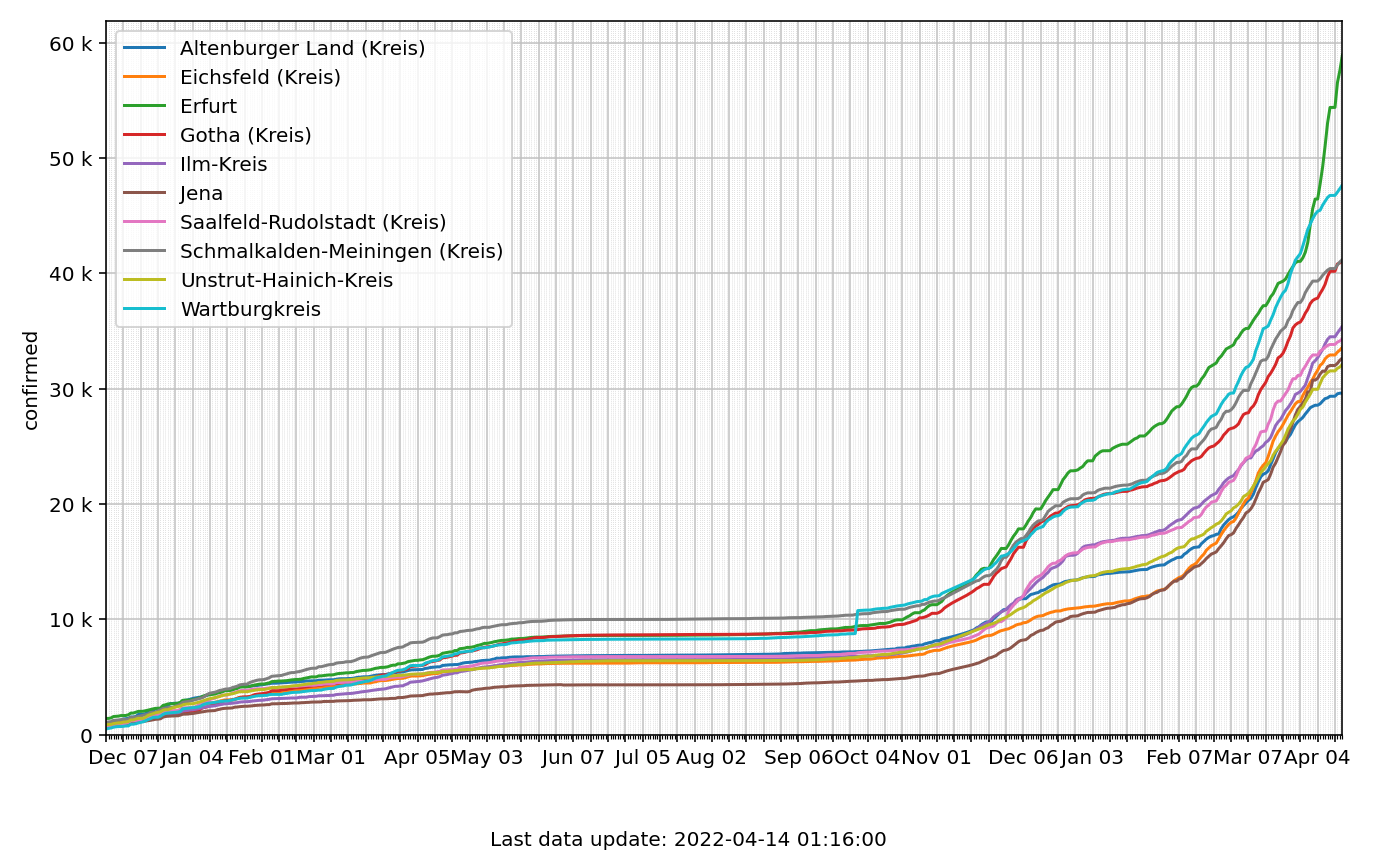 60 k
50 k
40 k
30 k
20 k
10 k
0
confirmed
Altenburger Land (Kreis)
Eichsfeld (Kreis)
Erfurt
Gotha (Kreis)
Ilm-Kreis
Jena
Saalfeld-Rudolstadt (Kreis)
Schmalkalden-Meiningen (Kreis)
Unstrut-Hainich-Kreis
Wartburgkreis
Dec 07 Jan 04 Feb 01 Mar 01 Apr 05 May 03 Jun 07 Jul 05 Aug 02 Sep 06 Oct 04 Nov 01 Dec 06 Jan 03 Feb 07 Mar 07 Apr 04
Last data update: 2022-04-14 01:16:00